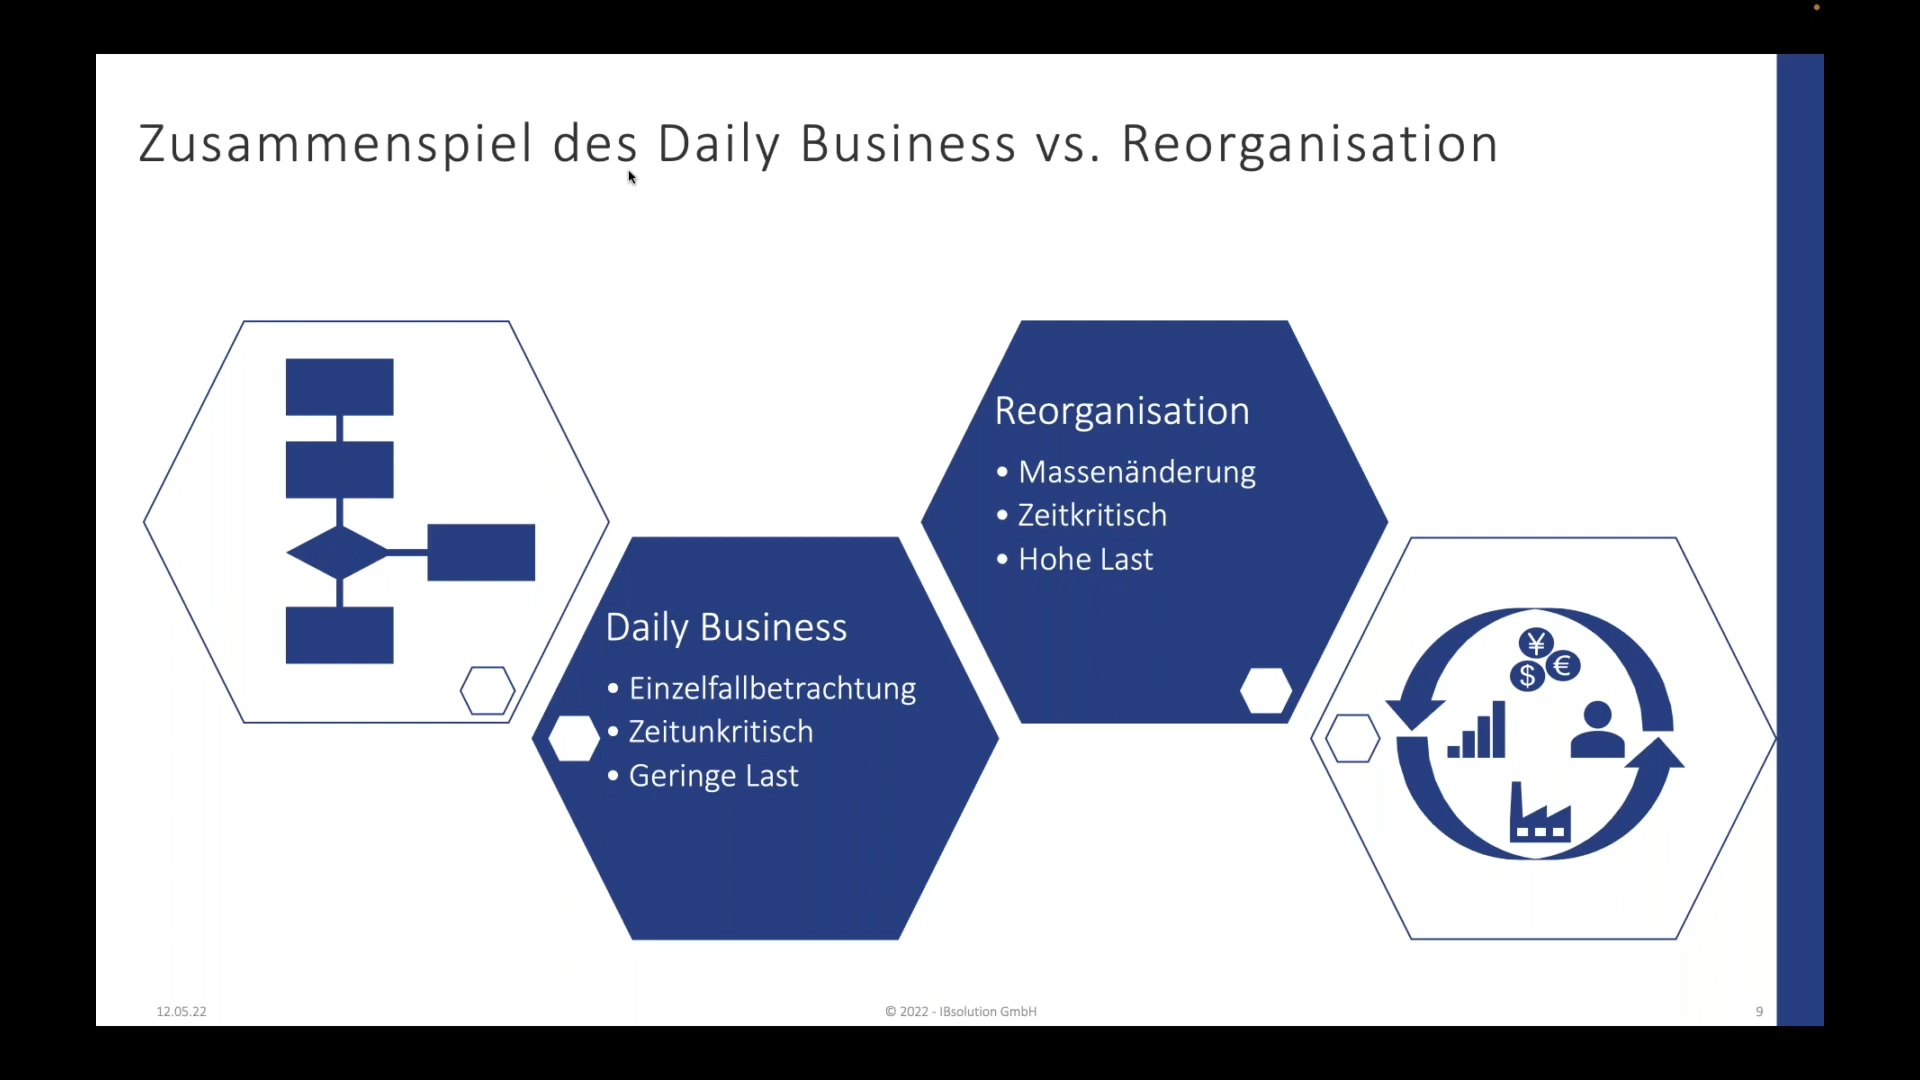 Zusammenspiel des Daily Business vs. Reorganisation
Daily Business
• Einzelfallbetrachtung
• Zeitunkritisch
• Geringe Last
Reorganisation
• Massenänderung
• Zeitkritisch
• Hohe Last
¥
$
€
12.05.22
© 2022 - IBsolution GmbH
9